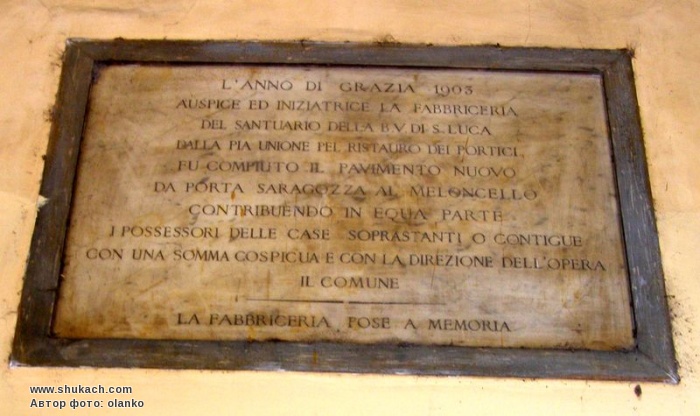 L'ANNO DI GRAZIA 1903
AUSPICE ED INIZIATRICE LA FABBRICERIA
DEL SANTUARIO DELLA B.V DI S. LUCA
DALLA PIA UNIONE PEL RISTAURO DEI PORTICI
FU COMPIUTO IL PAVIMENTO NUOVO
DA PORTA SARAGOZZA AL MELONCELLO
CONTRIBUENDO IN EQUA PARTE
I POSSESSORI DELLE CASE SOPRASTANTI O CONTIGUE
CON UNA SOMMA COSPICUA E CON LA DIREZIONE DELL'OPERA
IL COMUNE
LA FABBRICERIA POSE A MEMORIA
www.shukach.com
Автор фото: olanko